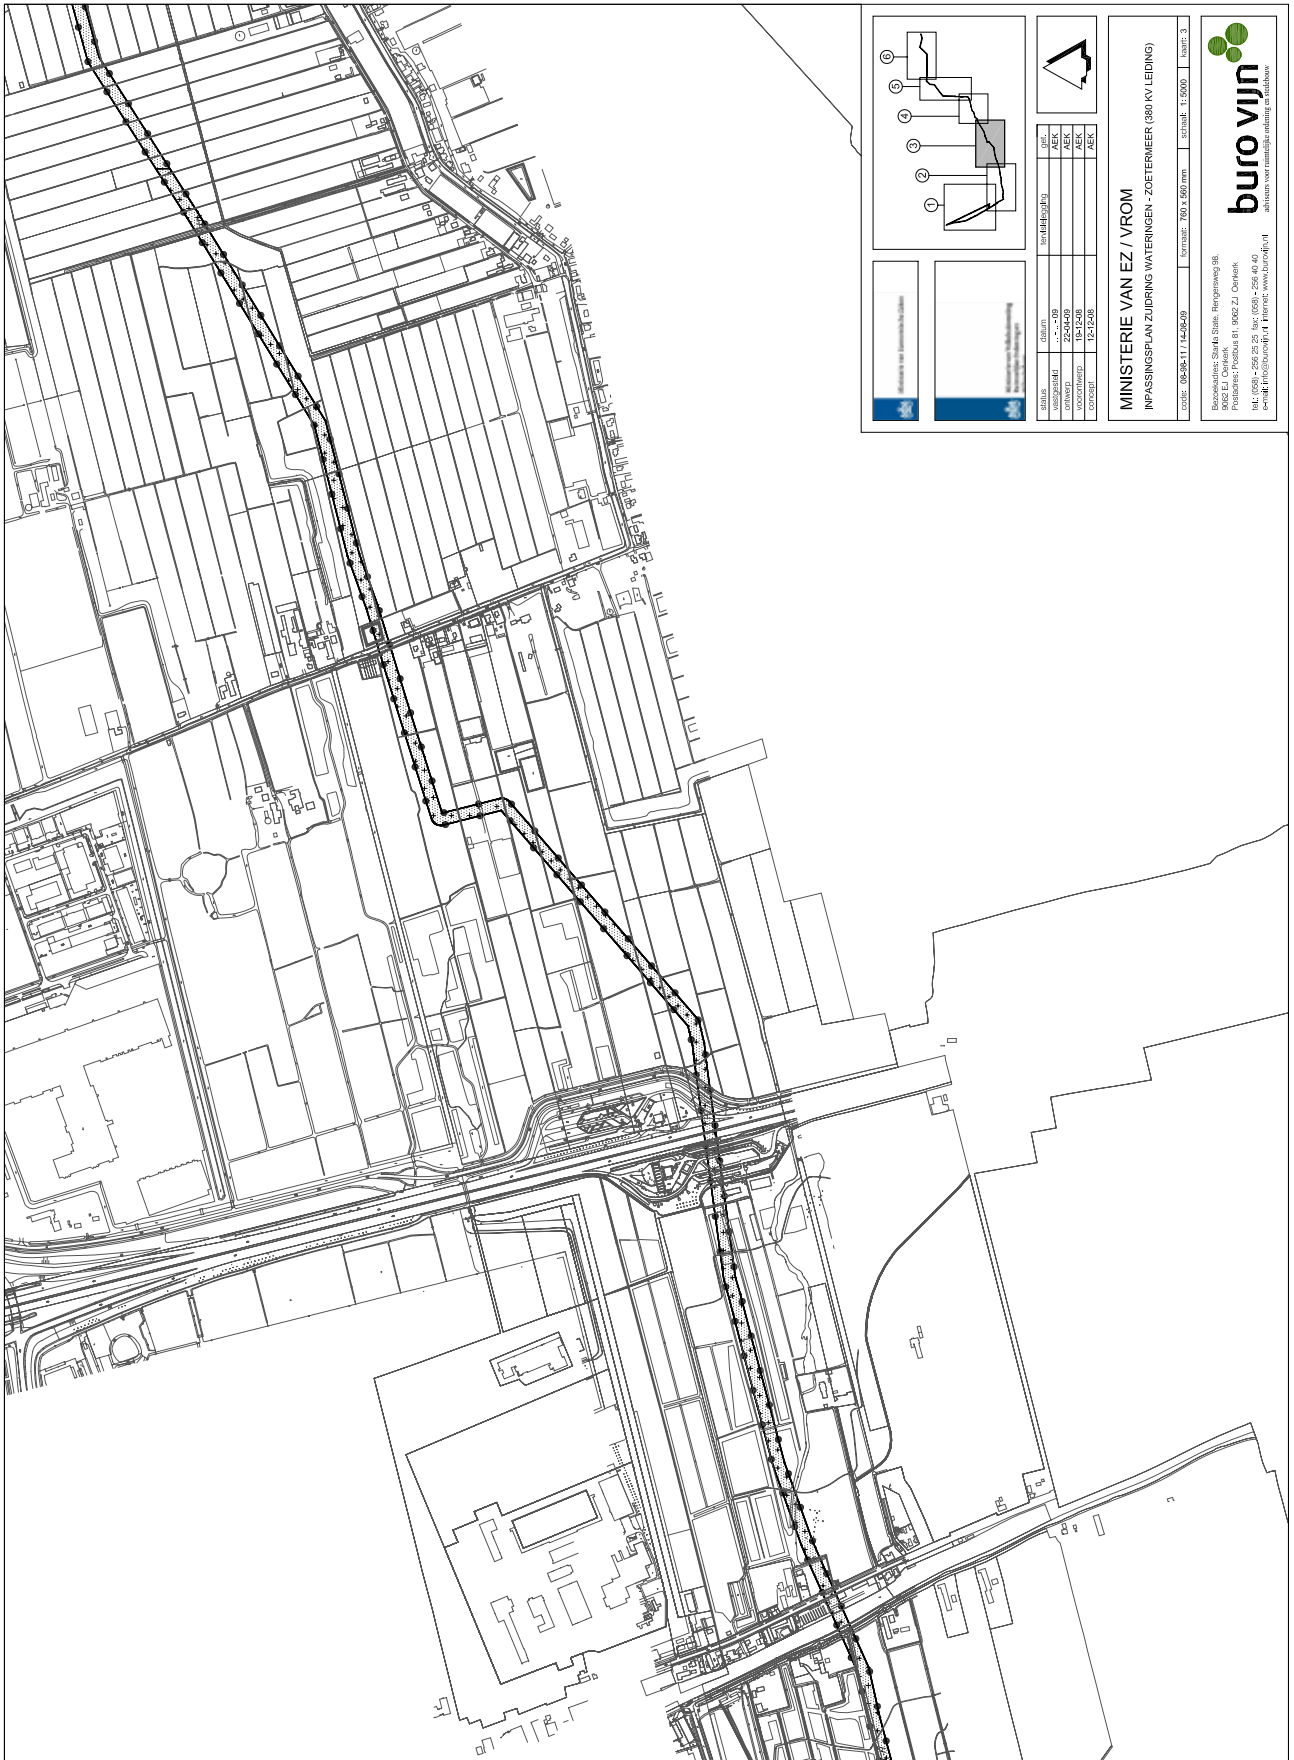 1
2
3
4
5
6
status datum tervisielegging get.
vastgesteld .. - .. - 09 AEK
ontwerp 22-04-09 AEK
voorontwerp 19-12-08 AEK
concept 12-12-08 AEK
MINISTERIE VAN EZ / VROM
INPASSINGSPLAN ZUIDRING WATERINGEN - ZOETERMEER (380 KV LEIDING)
code: 08-98-11 / 14-08-09 formaat: 760 x 560 mm schaal: 1: 5000 kaart: 3
Bezoekadres: Stania State, Rengersweg 98,
9062 EJ Oenkerk
Postadres: Postbus 81, 9062 ZJ Oenkerk
tel.: (058) - 256 25 25 fax: (058) - 256 40 40
e-mail: info@burovijn.nl internet: www.burovijn.nl
buro vijn
adviseurs voor ruimtelijke ordening en stedebouw